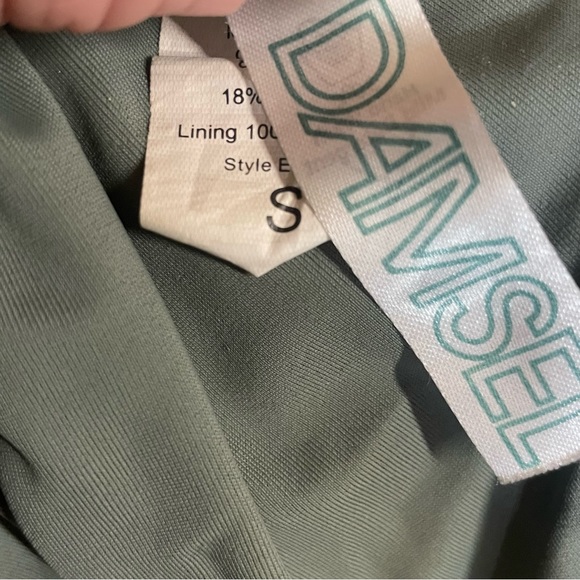 18%
Lining 100
Style E
S
DAMSEL